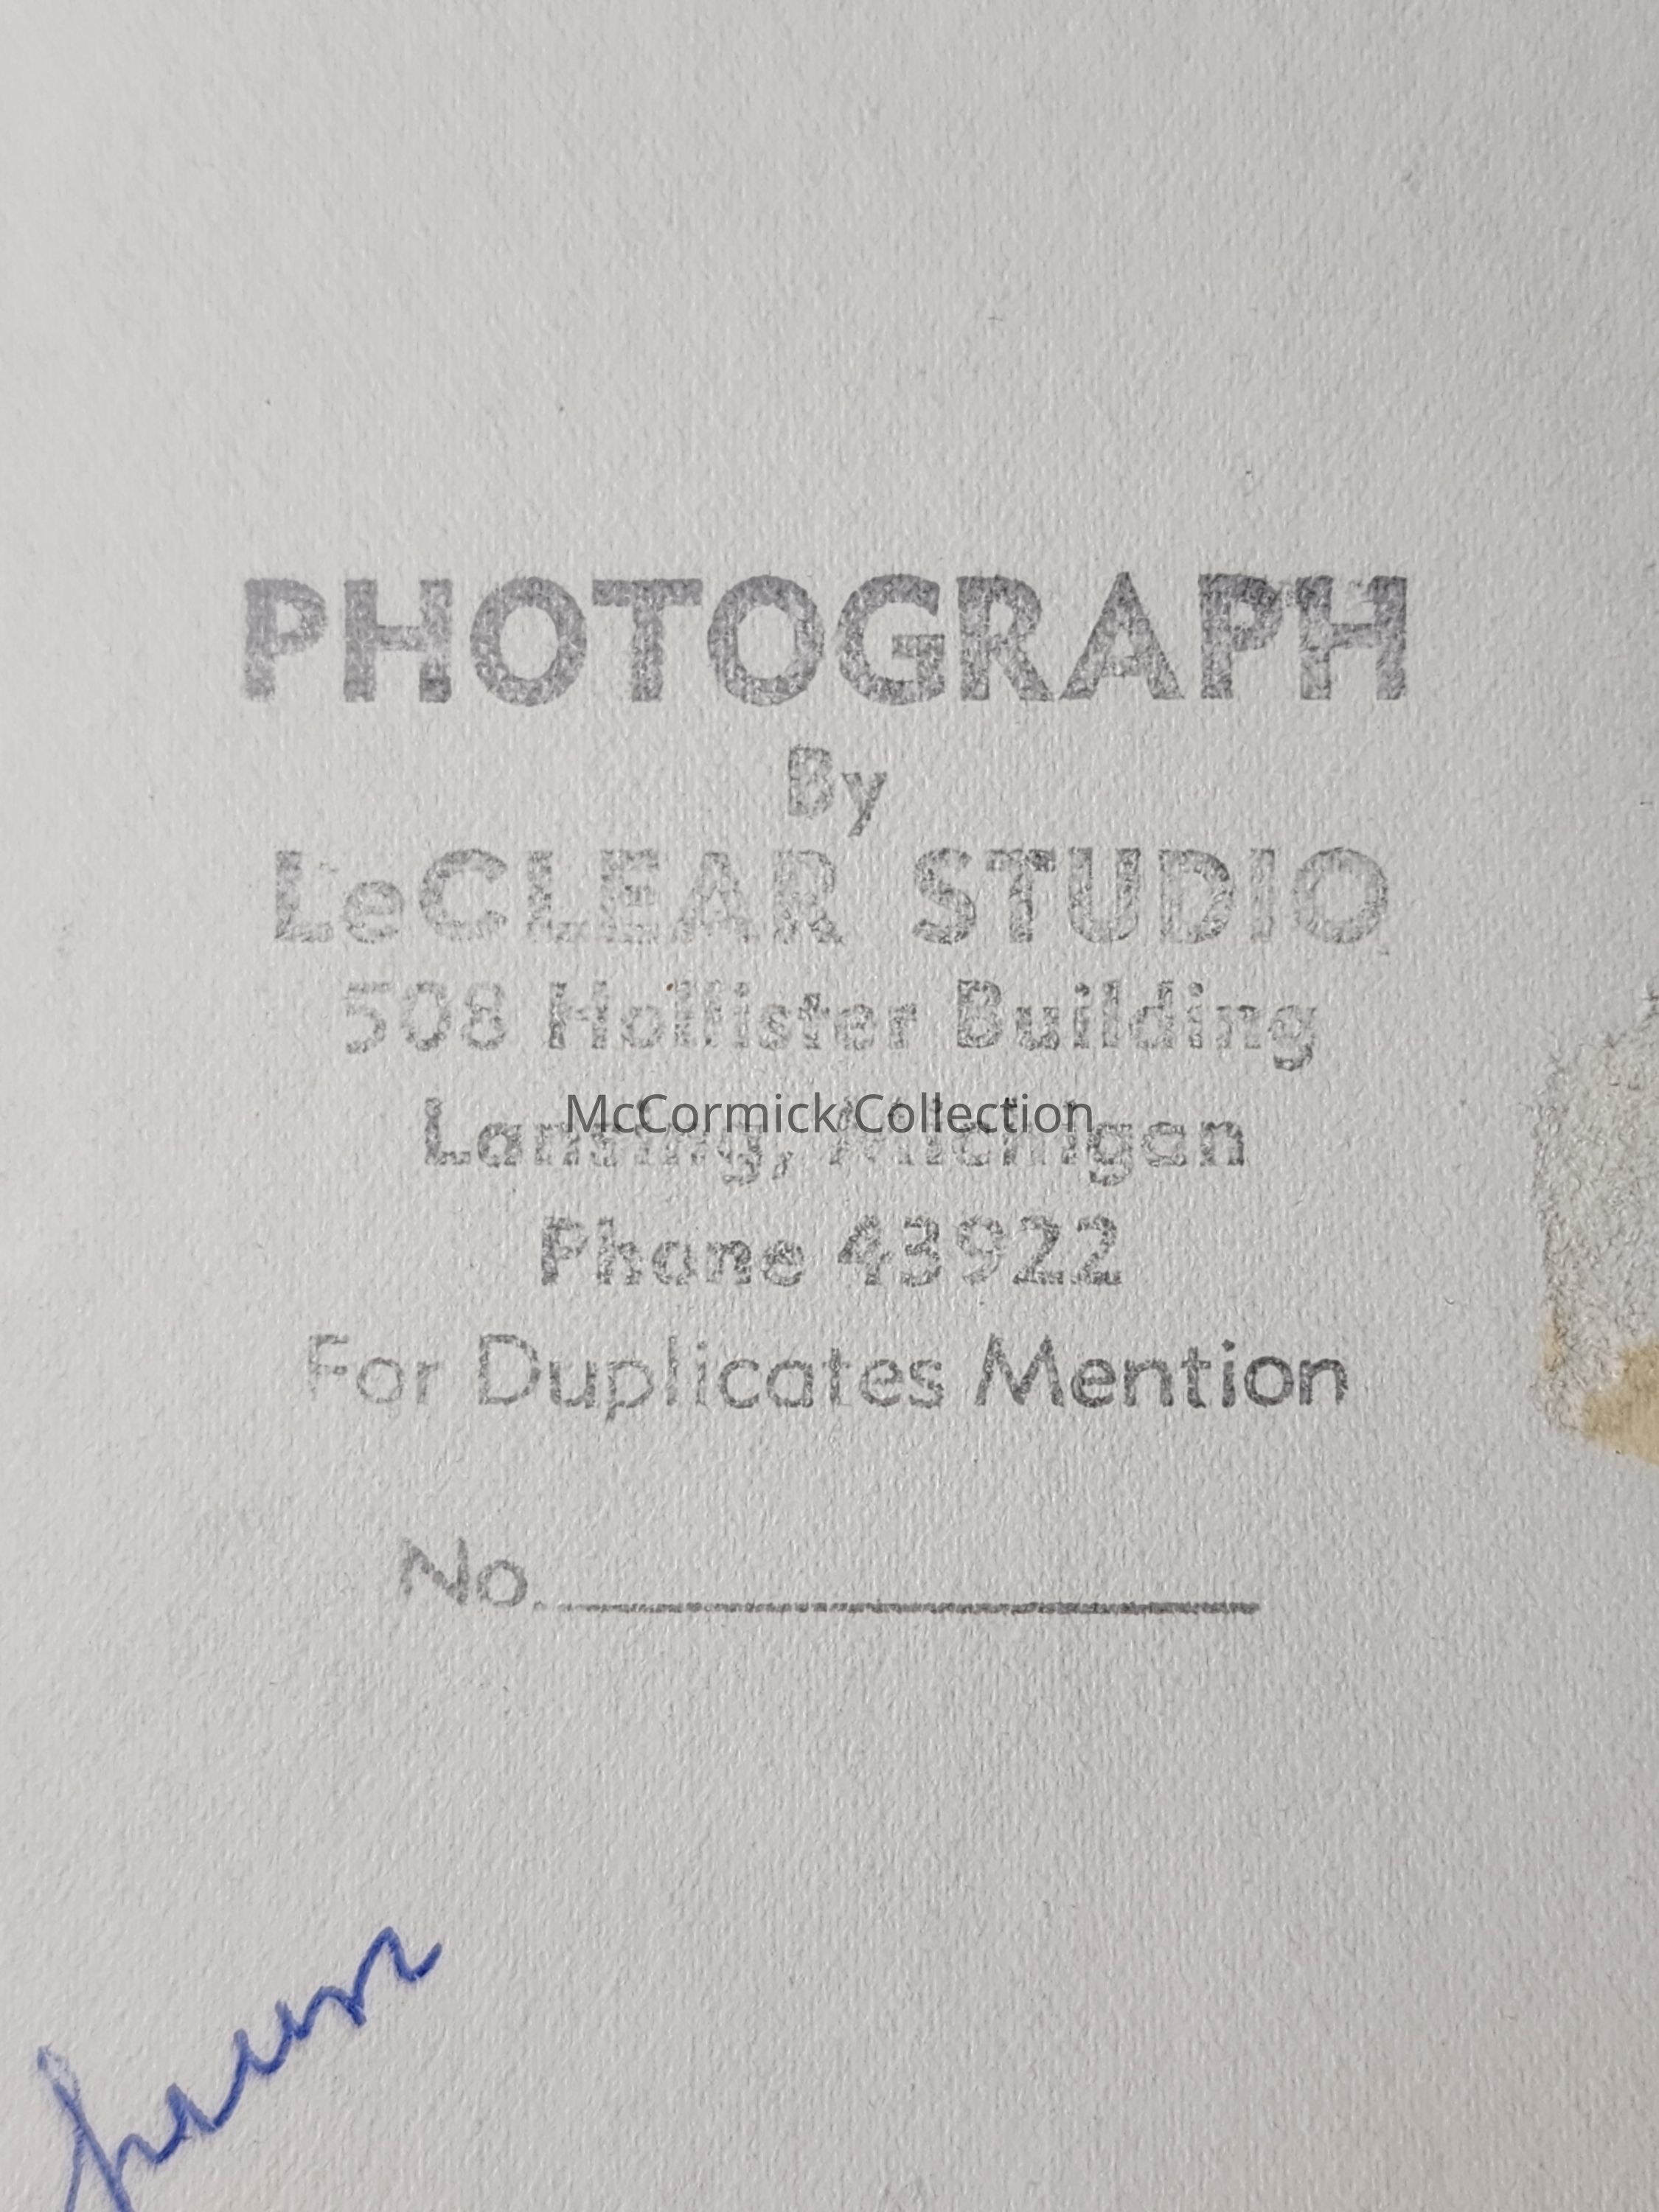 PHOTOGRAPH
By
LeCLEAR STUDIO
508 Hollister Building
McCormick Collection
Lansing, Michigan
Phone 43922
For Duplicates Mention
No.